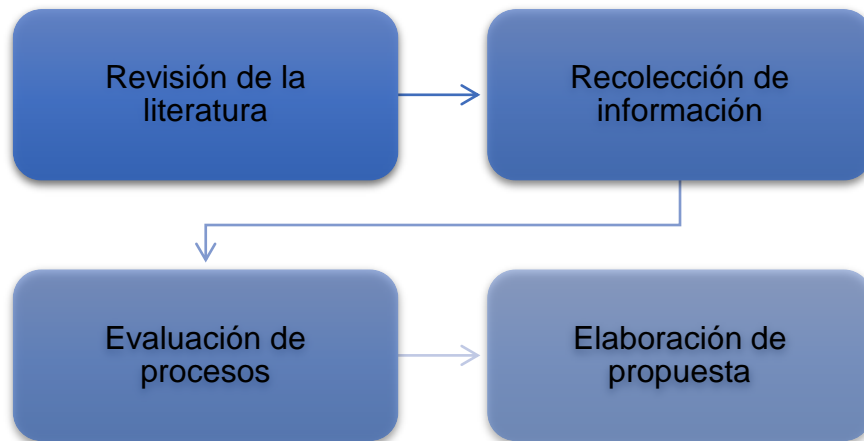 Revisión de la
literatura
Recolección de
información
Evaluación de
procesos
Elaboración de
propuesta